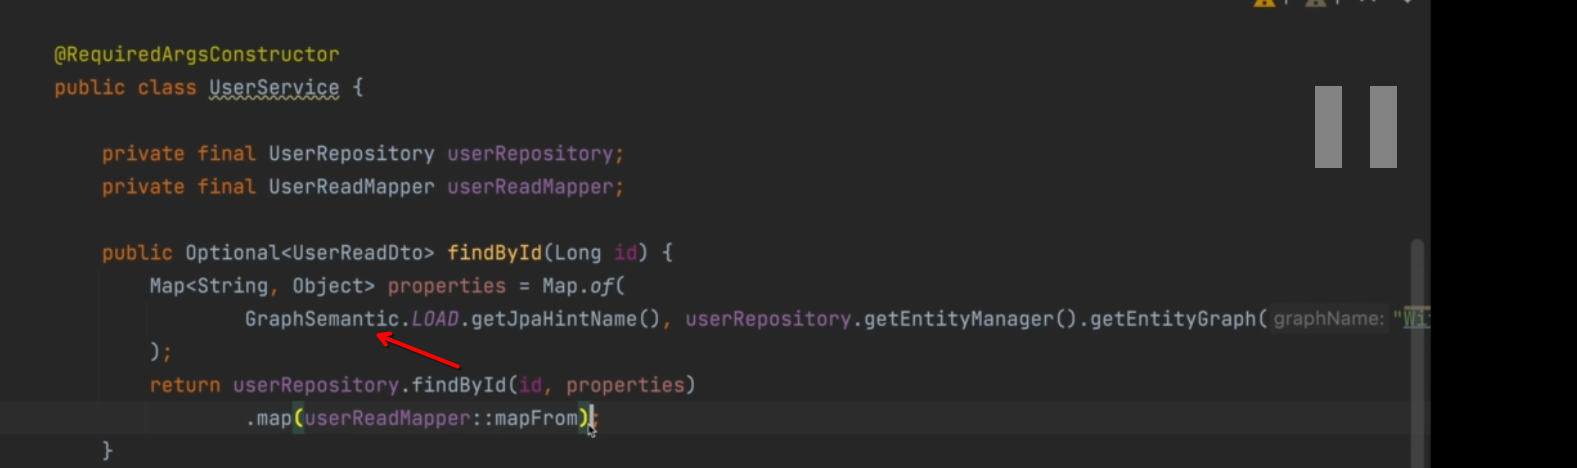 @RequiredArgsConstructor
public class UserService {
private final UserRepository userRepository;
private final UserReadMapper userReadMapper;
public Optional<UserReadDto> findById(Long id) {
Map<String, Object> properties = Map.of(
GraphSemantic.LOAD.getJpaHintName(), userRepository.getEntityManager().getEntityGraph( graphName: "Wi
);
return userRepository.findById(id, properties)
.map(userReadMapper::mapFrom);
}